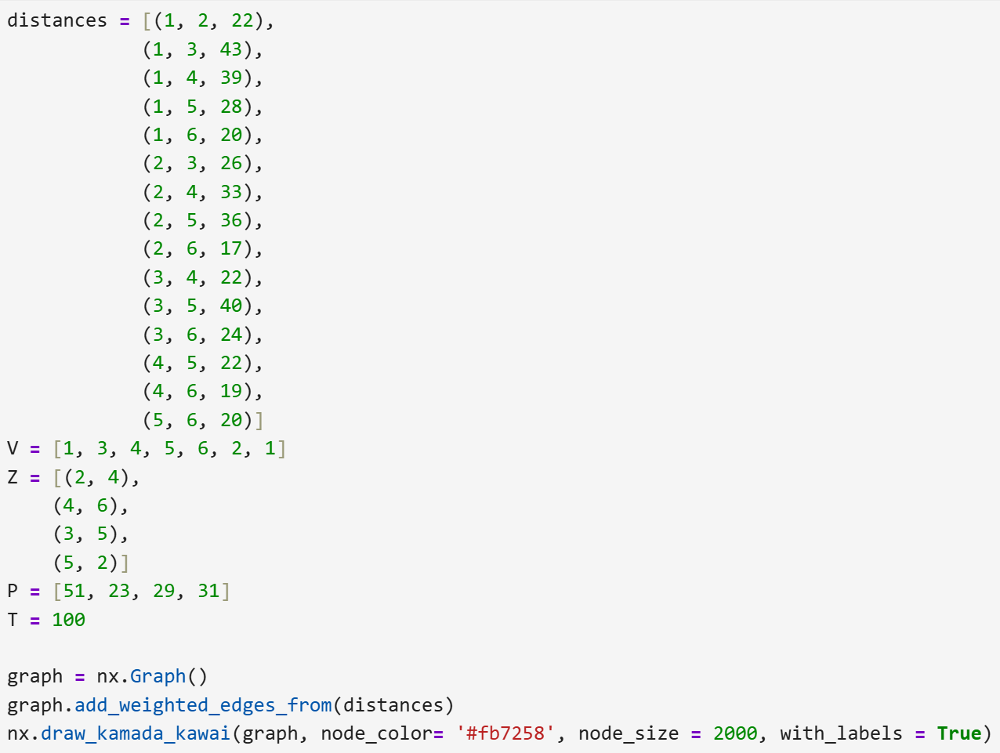 distances = [(1, 2, 22),
            (1, 3, 43),
            (1, 4, 39),
            (1, 5, 28),
            (1, 6, 20),
            (2, 3, 26),
            (2, 4, 33),
            (2, 5, 36),
            (2, 6, 17),
            (3, 4, 22),
            (3, 5, 40),
            (3, 6, 24),
            (4, 5, 22),
            (4, 6, 19),
            (5, 6, 20)]
V = [1, 3, 4, 5, 6, 2, 1]
Z = [(2, 4),
    (4, 6),
    (3, 5),
    (5, 2)]
P = [51, 23, 29, 31]
T = 100

graph = nx.Graph()
graph.add_weighted_edges_from(distances)
nx.draw_kamada_kawai(graph, node_color= '#fb7258', node_size = 2000, with_labels = True)